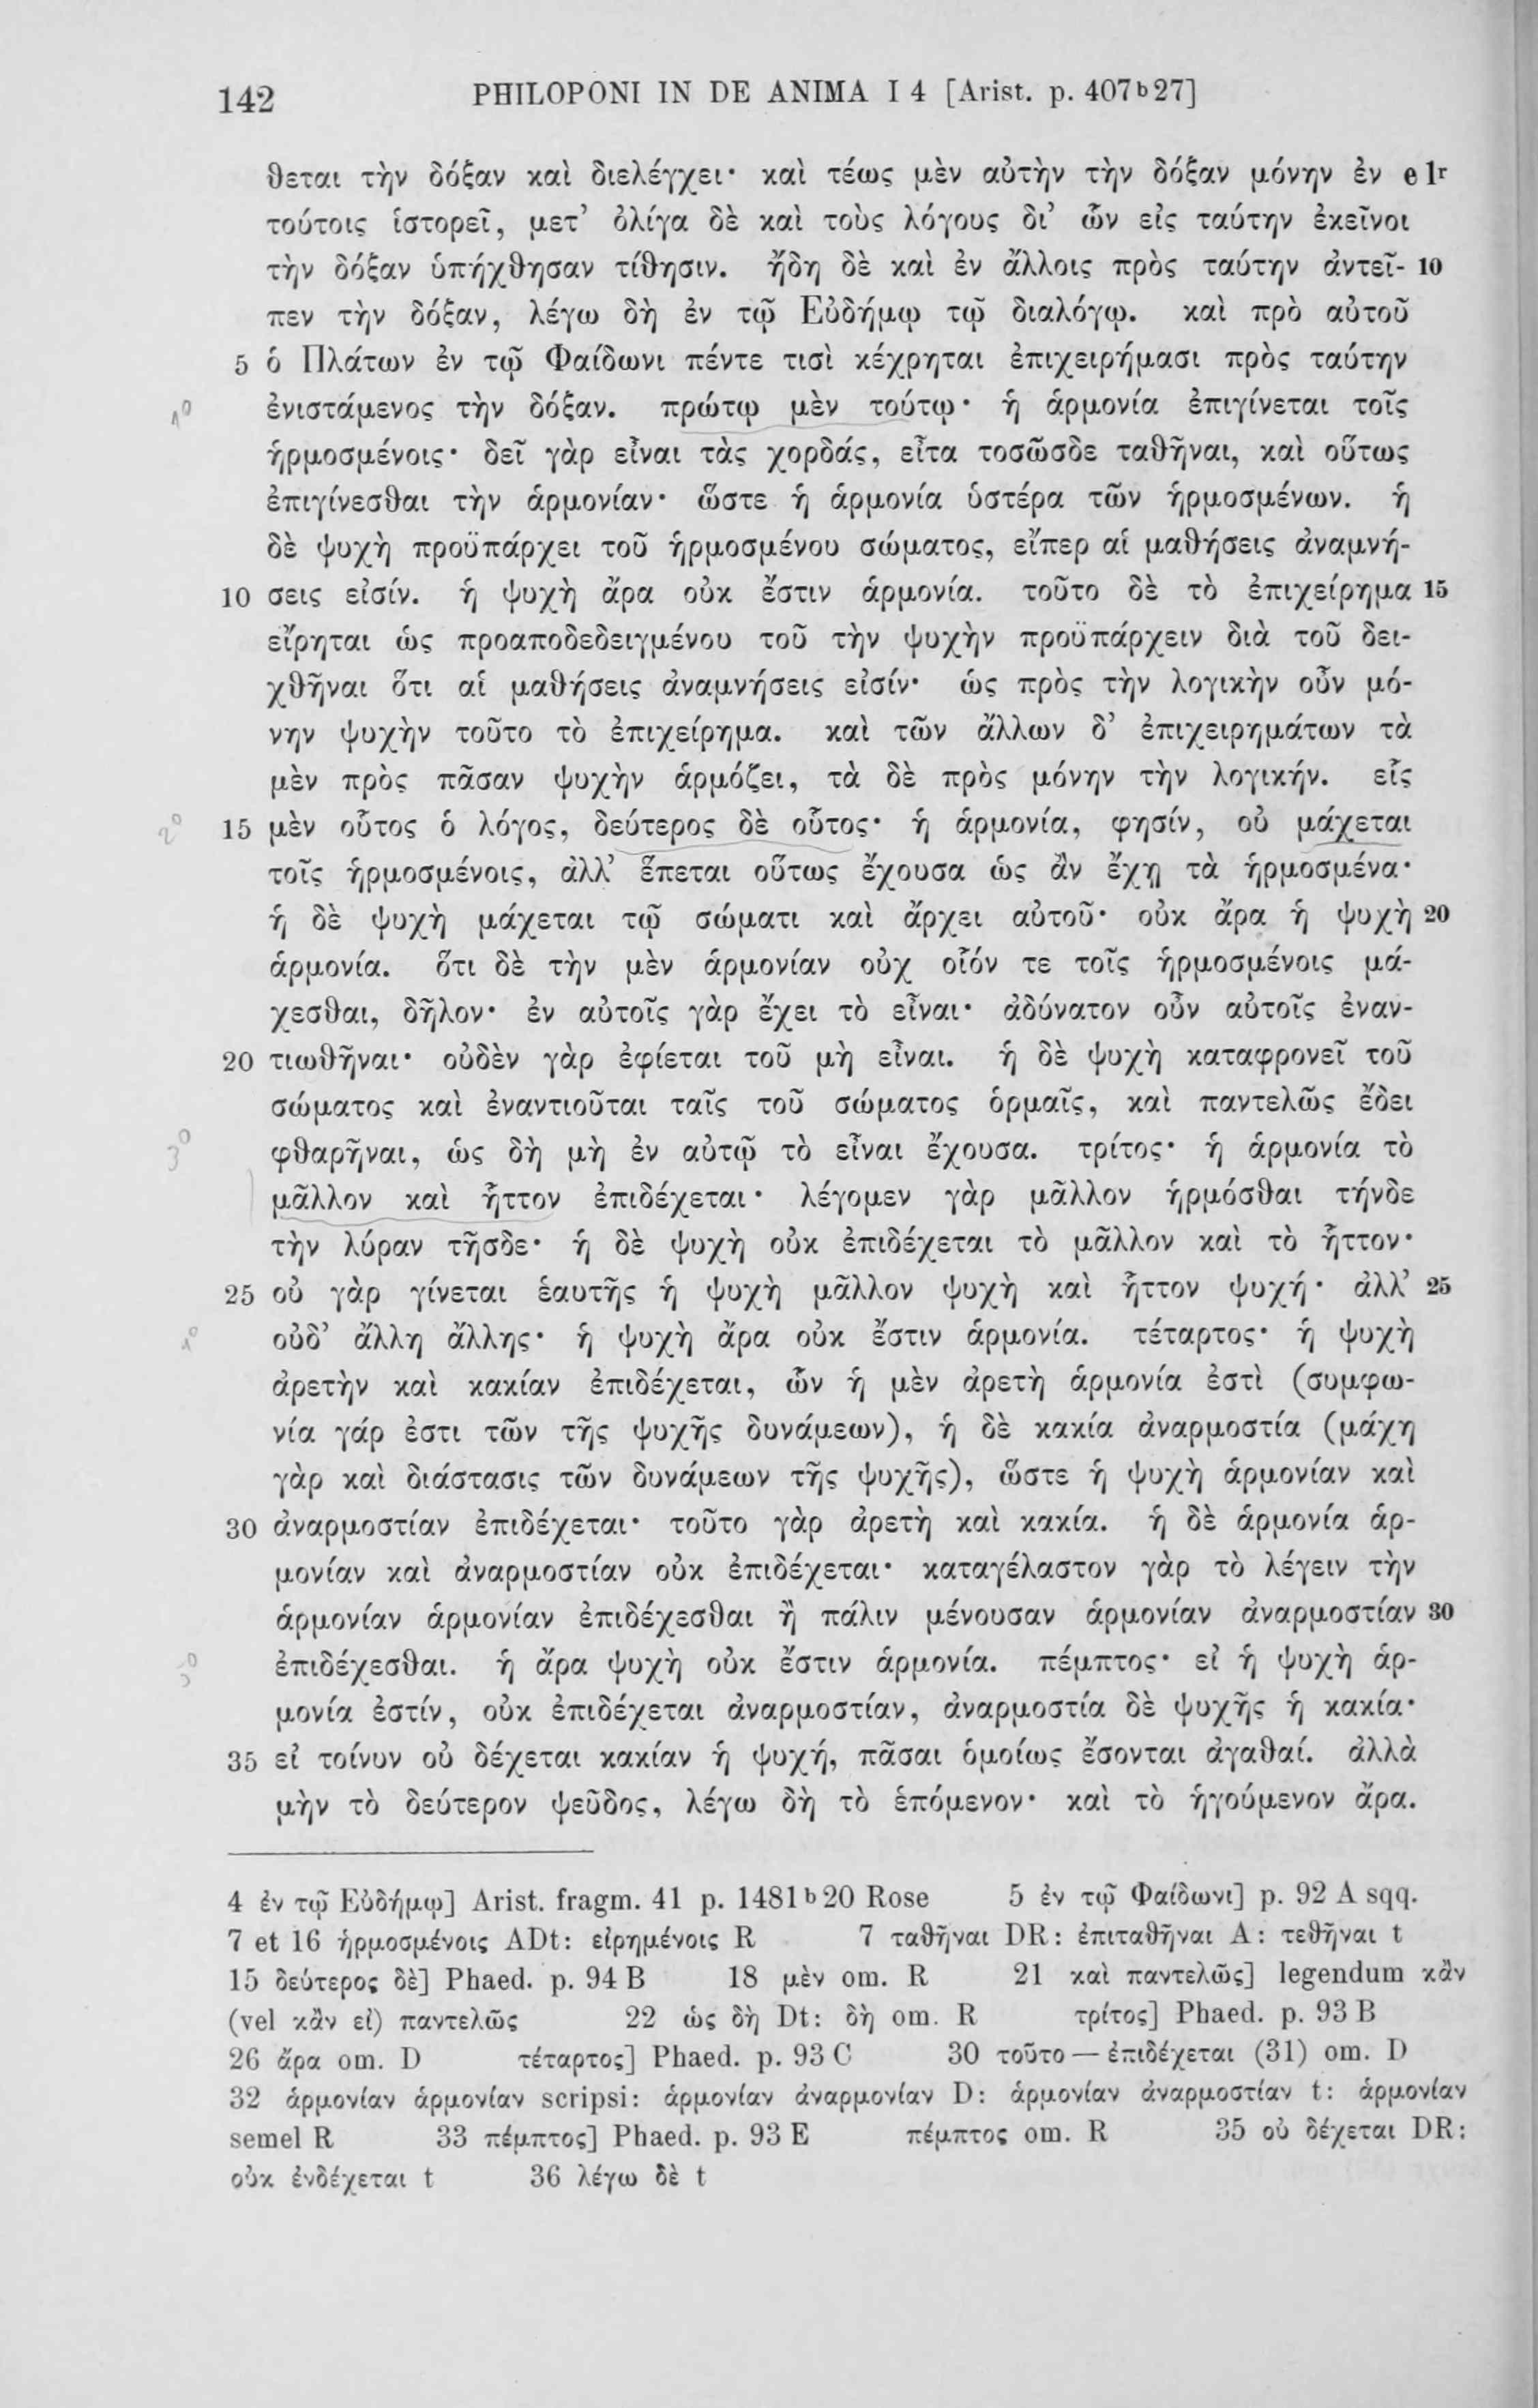 142 PHILOPONI IN DE ANIMA I 4 [Arist. p. 407b27]
θεται τὴν δόξαν καὶ διελέγχει· καὶ τέως μὲν αὐτὴν τὴν δόξαν μόνην ἐν e 1r
τούτοις ἱστορεῖ, μετ’ ὀλίγα δὲ καὶ τοὺς λόγους δι’ ὧν εἰς ταύτην ἐκεῖνοι
τὴν δόξαν ὑπήχθησαν τίθησιν. ἤδη δὲ καὶ ἐν ἄλλοις πρὸς ταύτην ἀντεῖ- 10
πεν τὴν δόξαν, λέγω δὴ ἐν τῷ Εὐδήμῳ τῷ διαλόγῳ. καὶ πρὸ αὐτοῦ
5 ὁ Πλάτων ἐν τῷ Φαίδωνι πέντε τισὶ κέχρηται ἐπιχειρήμασι πρὸς ταύτην
1⁰ ἐνιστάμενος τὴν δόξαν. πρώτῳ μὲν τούτῳ· ἡ ἁρμονία ἐπιγίνεται τοῖς
ἡρμοσμένοις· δεῖ γὰρ εἶναι τὰς χορδάς, εἶτα τοσῶσδε ταθῆναι, καὶ οὕτως
ἐπιγίνεσθαι τὴν ἁρμονίαν· ὥστε ἡ ἁρμονία ὑστέρα τῶν ἡρμοσμένων. ἡ
δὲ ψυχὴ προϋπάρχει τοῦ ἡρμοσμένου σώματος, εἴπερ αἱ μαθήσεις ἀναμνή-
10 σεις εἰσίν. ἡ ψυχὴ ἄρα οὐκ ἔστιν ἁρμονία. τοῦτο δὲ τὸ ἐπιχείρημα 15
εἴρηται ὡς προαποδεδειγμένου τοῦ τὴν ψυχὴν προϋπάρχειν διὰ τοῦ δει-
χθῆναι ὅτι αἱ μαθήσεις ἀναμνήσεις εἰσίν· ὡς πρὸς τὴν λογικὴν οὖν μό-
νην ψυχὴν τοῦτο τὸ ἐπιχείρημα. καὶ τῶν ἄλλων δ’ ἐπιχειρημάτων τὰ
μὲν πρὸς πᾶσαν ψυχὴν ἁρμόζει, τὰ δὲ πρὸς μόνην τὴν λογικήν. εἷς
2⁰ 15 μὲν οὗτος ὁ λόγος, δεύτερος δὲ οὗτος· ἡ ἁρμονία, φησίν, οὐ μάχεται
τοῖς ἡρμοσμένοις, ἀλλ’ ἕπεται οὕτως ἔχουσα ὡς ἂν ἔχῃ τὰ ἡρμοσμένα·
ἡ δὲ ψυχὴ μάχεται τῷ σώματι καὶ ἄρχει αὐτοῦ· οὐκ ἄρα ἡ ψυχὴ 20
ἁρμονία. ὅτι δὲ τὴν μὲν ἁρμονίαν οὐχ οἷόν τε τοῖς ἡρμοσμένοις μά-
χεσθαι, δῆλον· ἐν αὐτοῖς γὰρ ἔχει τὸ εἶναι· ἀδύνατον οὖν αὐτοῖς ἐναν-
20 τιωθῆναι· οὐδὲν γὰρ ἐφίεται τοῦ μὴ εἶναι. ἡ δὲ ψυχὴ καταφρονεῖ τοῦ
σώματος καὶ ἐναντιοῦται ταῖς τοῦ σώματος ὁρμαῖς, καὶ παντελῶς ἔδει
3⁰ φθαρῆναι, ὡς δὴ μὴ ἐν αὐτῷ τὸ εἶναι ἔχουσα. τρίτος· ἡ ἁρμονία τὸ
μᾶλλον καὶ ἧττον ἐπιδέχεται· λέγομεν γὰρ μᾶλλον ἡρμόσθαι τήνδε
τὴν λύραν τῆσδε· ἡ δὲ ψυχὴ οὐκ ἐπιδέχεται τὸ μᾶλλον καὶ τὸ ἧττον·
25 οὐ γὰρ γίνεται ἑαυτῆς ἡ ψυχὴ μᾶλλον ψυχὴ καὶ ἧττον ψυχή· ἀλλ’ 25
οὐδ’ ἄλλη ἄλλης· ἡ ψυχὴ ἄρα οὐκ ἔστιν ἁρμονία. τέταρτος· ἡ ψυχὴ
ἀρετὴν καὶ κακίαν ἐπιδέχεται, ὧν ἡ μὲν ἀρετὴ ἁρμονία ἐστὶ (συμφω-
νία γάρ ἐστι τῶν τῆς ψυχῆς δυνάμεων), ἡ δὲ κακία ἀναρμοστία (μάχη
γὰρ καὶ διάστασις τῶν δυνάμεων τῆς ψυχῆς), ὥστε ἡ ψυχὴ ἁρμονίαν καὶ
30 ἀναρμοστίαν ἐπιδέχεται· τοῦτο γὰρ ἀρετὴ καὶ κακία. ἡ δὲ ἁρμονία ἁρ-
μονίαν καὶ ἀναρμοστίαν οὐκ ἐπιδέχεται· καταγέλαστον γὰρ τὸ λέγειν τὴν
ἁρμονίαν ἁρμονίαν ἐπιδέχεσθαι ἢ πάλιν μένουσαν ἁρμονίαν ἀναρμοστίαν 30
ἐπιδέχεσθαι. ἡ ἄρα ψυχὴ οὐκ ἔστιν ἁρμονία. πέμπτος· εἰ ἡ ψυχὴ ἁρ-
μονία ἐστίν, οὐκ ἐπιδέχεται ἀναρμοστίαν, ἀναρμοστία δὲ ψυχῆς ἡ κακία·
35 εἰ τοίνυν οὐ δέχεται κακίαν ἡ ψυχή, πᾶσαι ὁμοίως ἔσονται ἀγαθαί. ἀλλὰ
μὴν τὸ δεύτερον ψεῦδος, λέγω δὴ τὸ ἑπόμενον· καὶ τὸ ἡγούμενον ἄρα.
4 ἐν τῷ Εὐδήμῳ] Arist. fragm. 41 p. 1481b20 Rose 5 ἐν τῷ Φαίδωνι] p. 92 A sqq.
7 et 16 ἡρμοσμένοις ADt: εἰρημένοις R 7 ταθῆναι DR: ἐπιταθῆναι A: τεθῆναι t
15 δεύτερος δὲ] Phaed. p. 94 B 18 μὲν om. R 21 καὶ παντελῶς] legendum κἂν
(vel κἂν εἰ) παντελῶς 22 ὡς δὴ Dt: δὴ om. R τρίτος] Phaed. p. 93 B
26 ἄρα om. D τέταρτος] Phaed. p. 93 C 30 τοῦτο — ἐπιδέχεται (31) om. D
32 ἁρμονίαν ἁρμονίαν scripsi: ἁρμονίαν ἀναρμονίαν D: ἁρμονίαν ἀναρμοστίαν t: ἁρμονίαν
semel R 33 πέμπτος] Phaed. p. 93 E πέμπτος om. R 35 οὐ δέχεται DR:
οὐκ ἐνδέχεται t 36 λέγω δὲ t